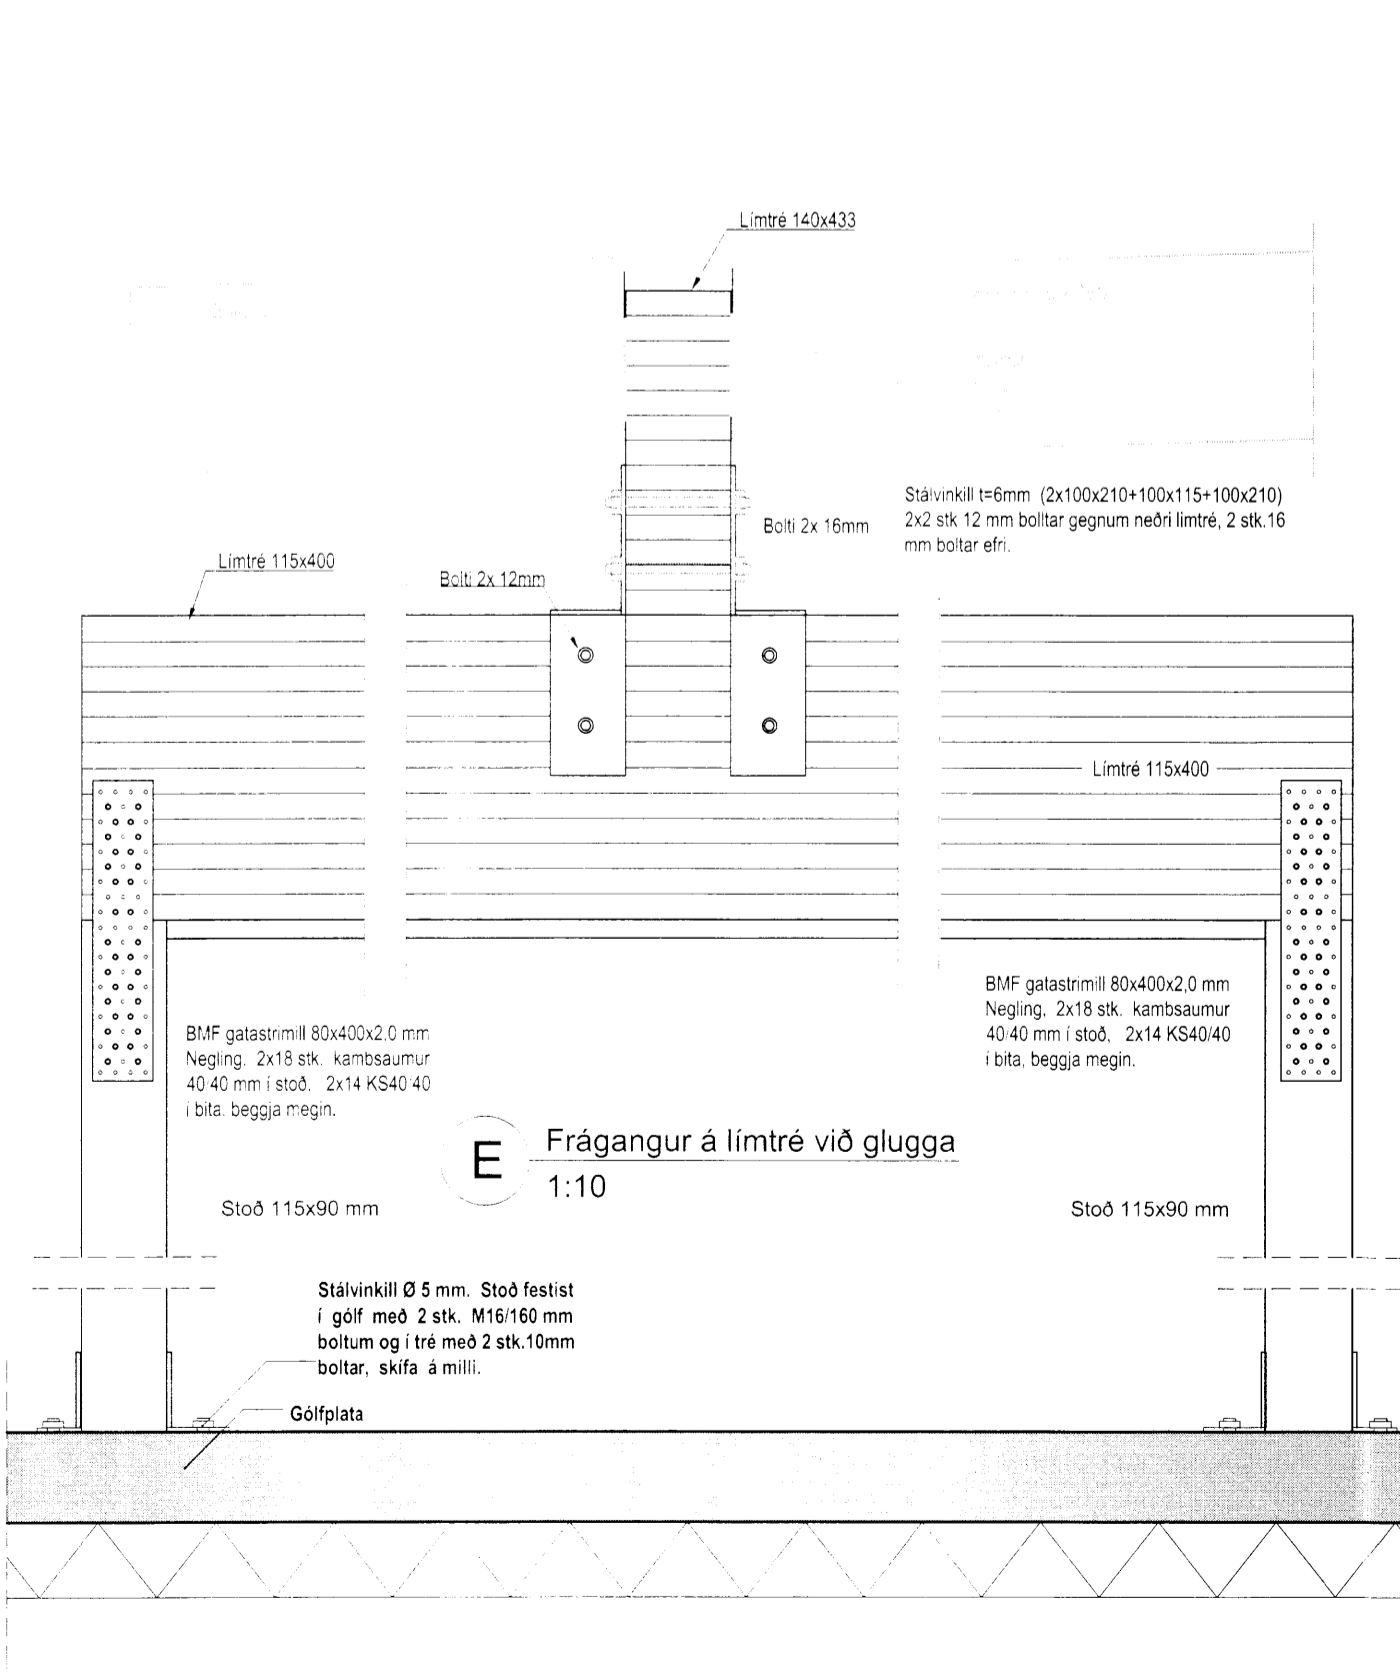 Límtré 140x433
Stálvinkill t=6mm (2x100x210+100x115+100x210)
2x2 stk 12 mm bolltar gegnum neðri limtré, 2 stk.16
mm boltar efri.
Bolti 2x 16mm
Límtré 115x400
Bolti 2x 12mm
Límtré 115x400
BMF gatastrimill 80x400x2,0 mm
Negling, 2x18 stk. kambsaumur
40/40 mm í stoð, 2x14 KS40/40
í bita, beggja megin.
BMF gatastrimill 80x400x2,0 mm
Negling, 2x18 stk. kambsaumur
40/40 mm í stoð, 2x14 KS40/40
í bita, beggja megin.
E
Frágangur á límtré við glugga
1:10
Stoð 115x90 mm
Stoð 115x90 mm
Stálvinkill Ø 5 mm. Stoð festist
í gólf með 2 stk. M16/160 mm
boltum og í tré með 2 stk.10mm
boltar, skífa á milli.
Gólfplata